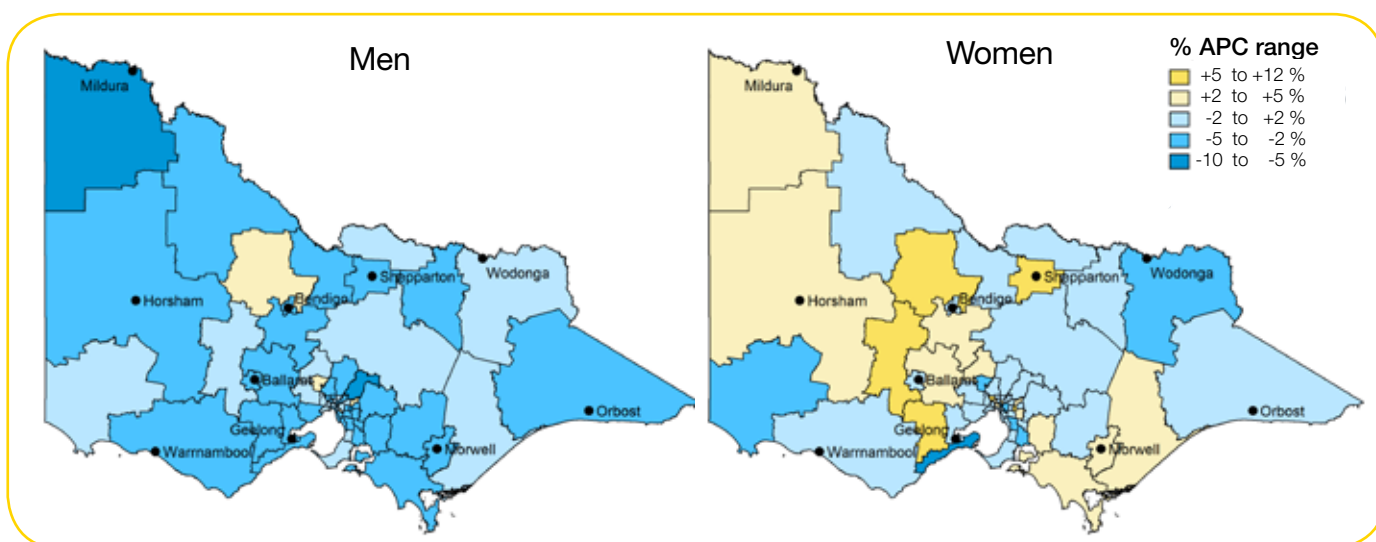 Men
Mildura
Horsham
Bendigo
Shepparton
Wodonga
Ballarat
Geelong
Warrnambool
Morwell
Orbost
Women
Mildura
Horsham
Bendigo
Shepparton
Wodonga
Ballarat
Geelong
Warrnambool
Morwell
Orbost
% APC range
+5 to +12 %
+2 to +5 %
-2 to +2 %
-5 to -2 %
-10 to -5 %